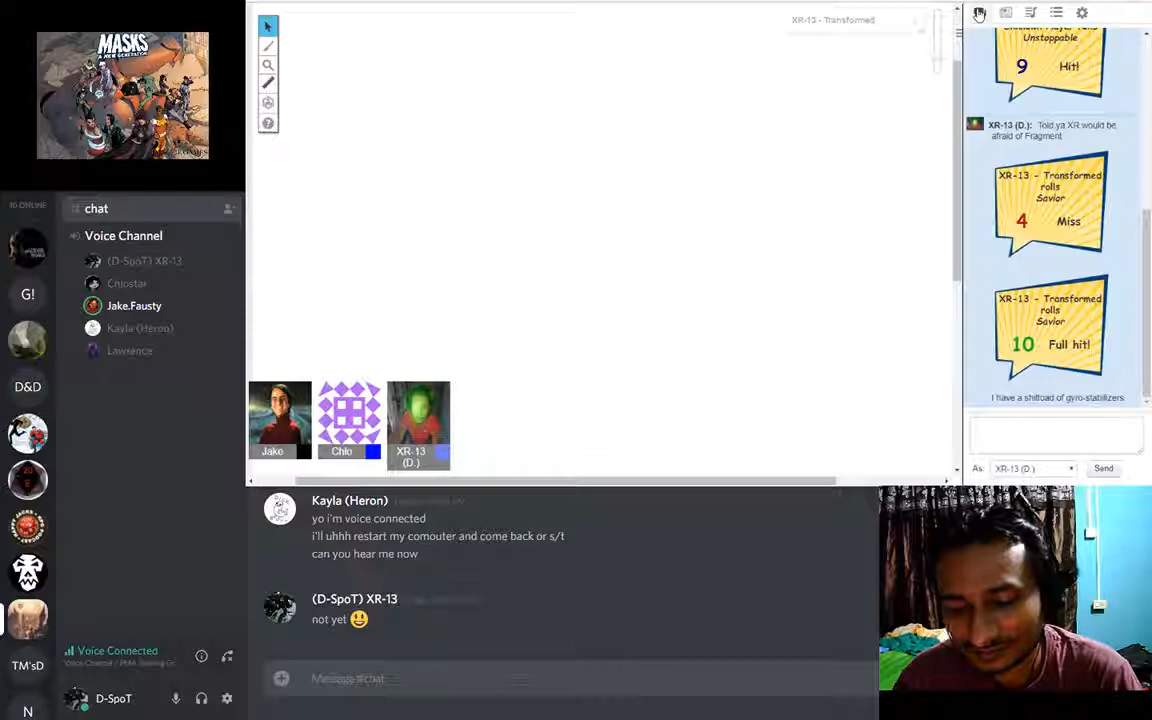 MASKS
A NEW GENERATION
10 ONLINE
chat
Voice Channel
(D-SpoT) XR-13
Chlostar
Jake.Fausty
Kayla (Heron)
Lawrence
G!
D&D
TM'sD
N
Voice Connected
D-SpoT
XR-13 - Transformed
Jake
Chlo
XR-13
(D.)
Unstoppable
9 Hit!
XR-13 (D.): Told ya XR would be
afraid of Fragment
XR-13 - Transformed
rolls
Savior
4 Miss
XR-13 - Transformed
rolls
Savior
10 Full hit!
I have a shitload of gyro-stabilizers
As: XR-13 (D.) Send
Kayla (Heron)
yo i'm voice connected
i'll uhhh restart my comouter and come back or s/t
can you hear me now
(D-SpoT) XR-13
not yet 😃
Message #chat